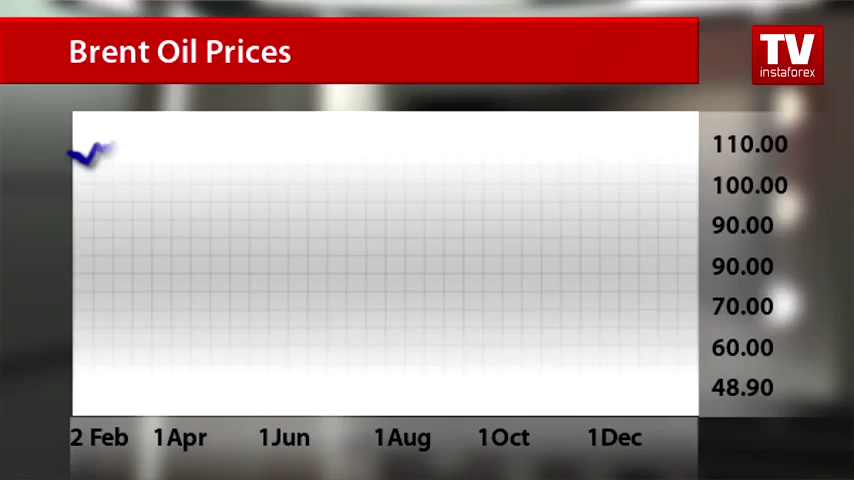 Brent Oil Prices
TV
instaforex
110.00
100.00
90.00
90.00
70.00
60.00
48.90
2 Feb 1Apr 1Jun 1Aug 1Oct 1Dec